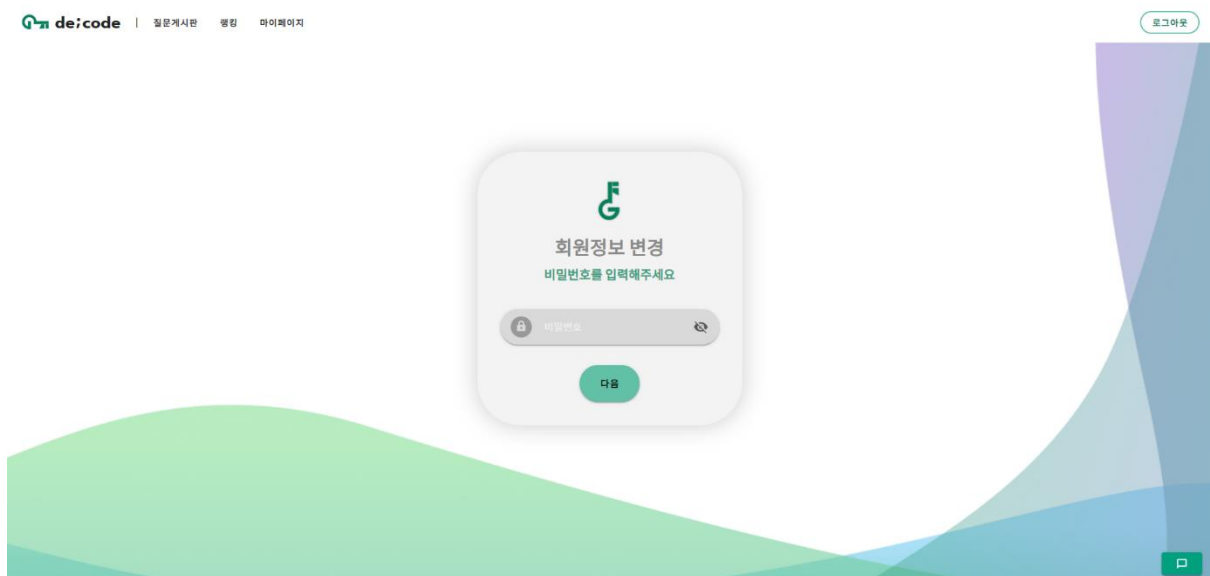 de;code | 질문게시판 랭킹 마이페이지 로그아웃
회원정보 변경
비밀번호를 입력해주세요
비밀번호
다음